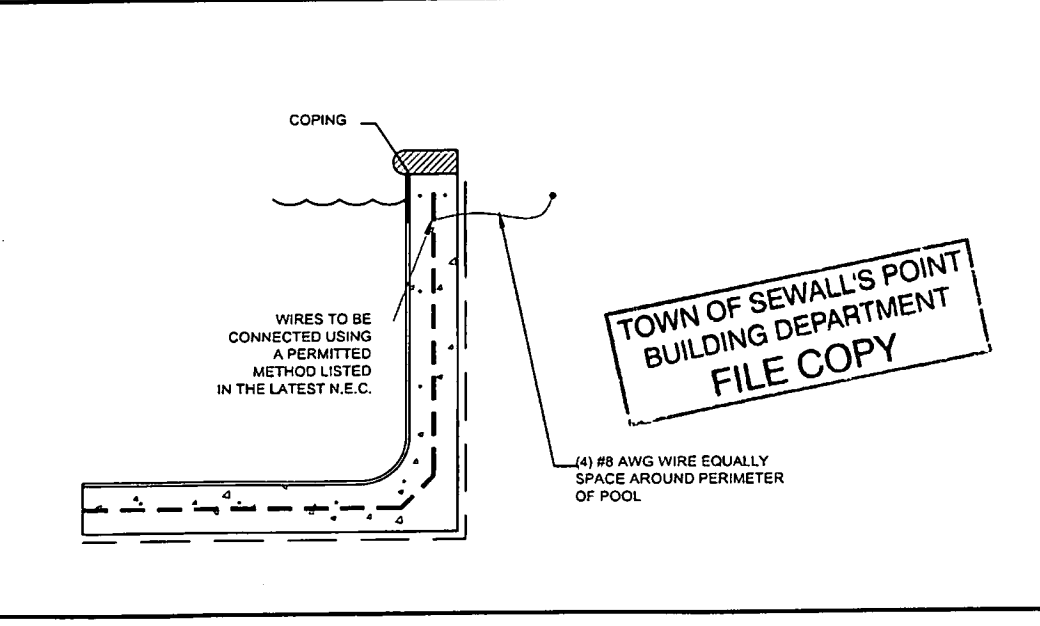 COPING
WIRES TO BE
CONNECTED USING
A PERMITTED
METHOD LISTED
IN THE LATEST N.E.C.
TOWN OF SEWALL'S POINT
BUILDING DEPARTMENT
FILE COPY
(4) #8 AWG WIRE EQUALLY
SPACE AROUND PERIMETER
OF POOL